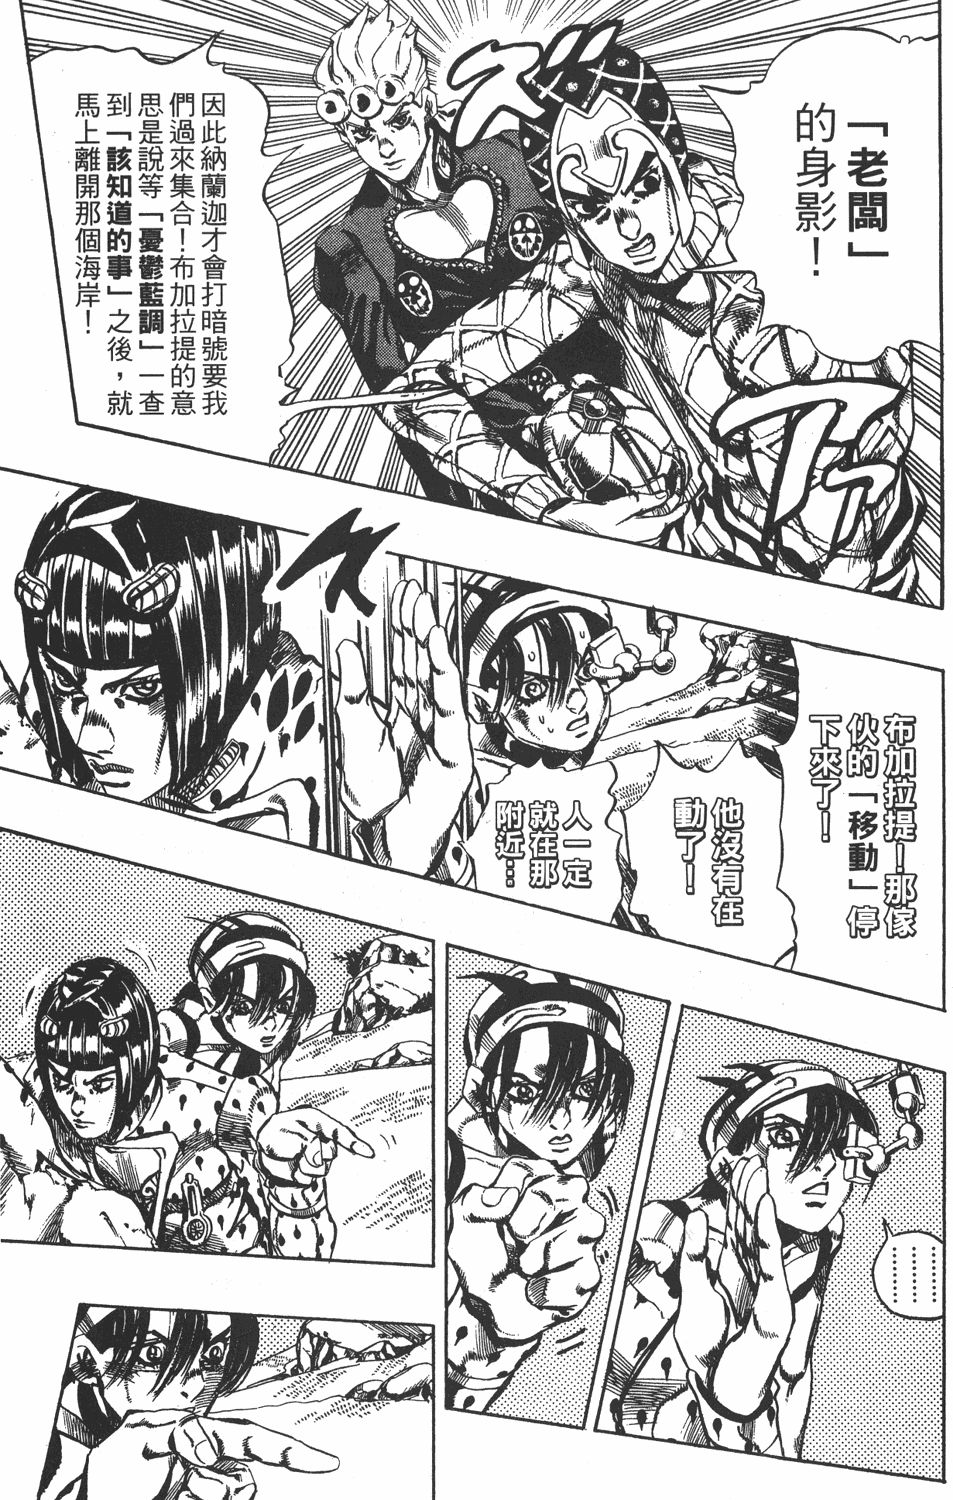 「老闆」
的身影！
因此納蘭迦才會打暗號要我
們過來集合！布加拉提的意
思是說等「憂鬱藍調」一查
到「該知道的事」之後，就
馬上離開那個海岸！
布加拉提！那傢
伙的「移動」停
下來了！
他沒有在
動了！
人一定
就在那
附近…
…………